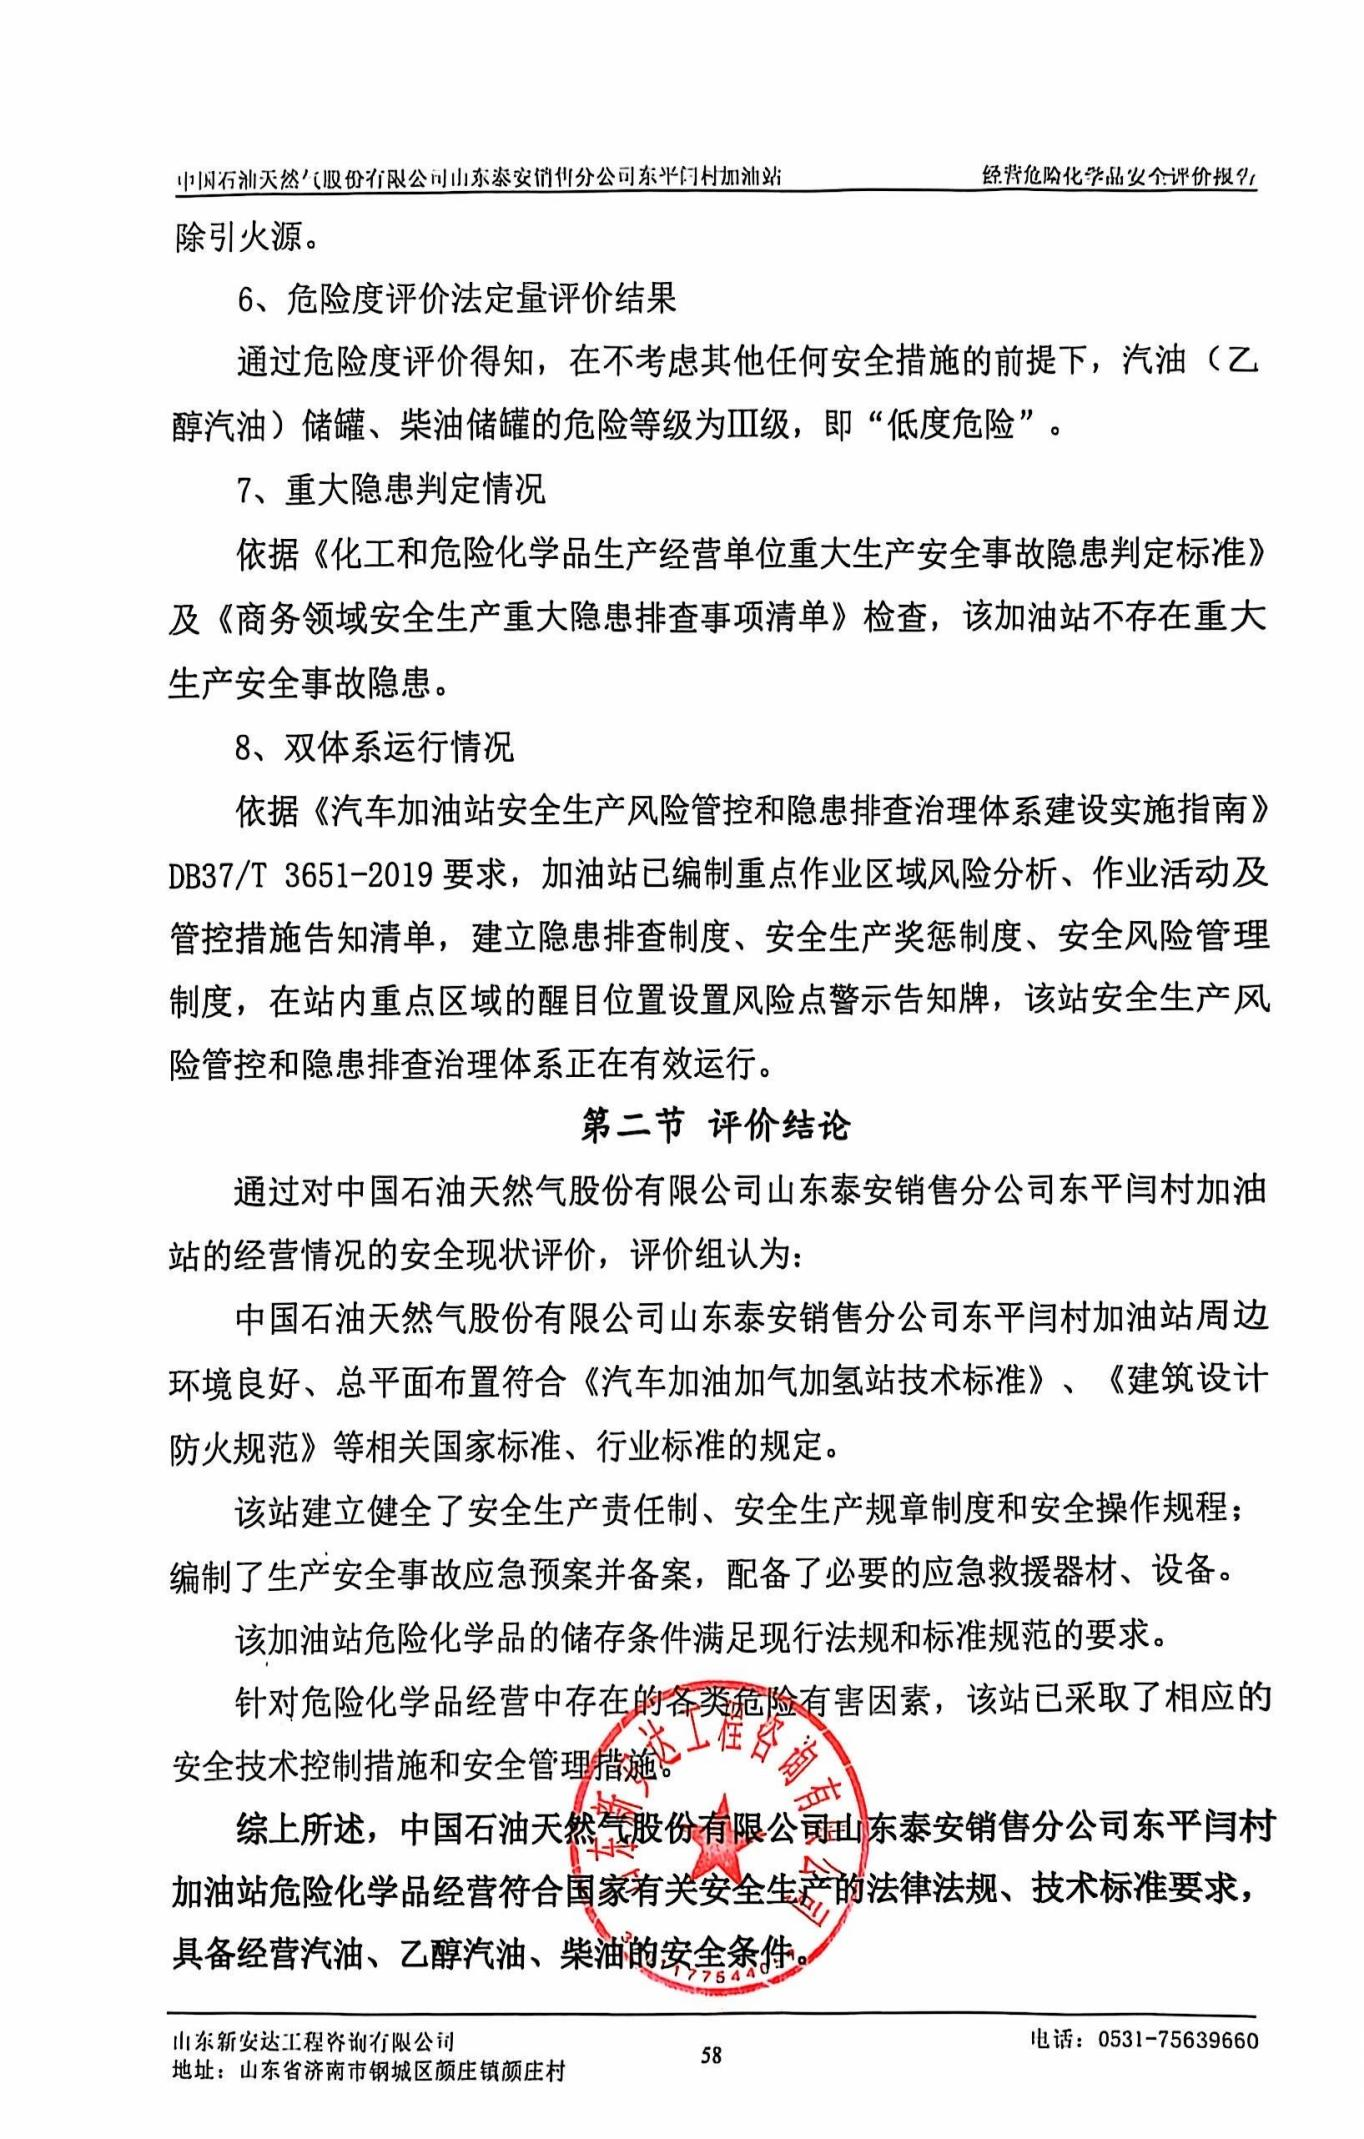 中国石油天然气股份有限公司山东泰安销售分公司东平闫村加油站 经营危险化学品安全评价报告
除引火源。
6、危险度评价法定量评价结果
通过危险度评价得知，在不考虑其他任何安全措施的前提下，汽油（乙
醇汽油）储罐、柴油储罐的危险等级为Ⅲ级，即“低度危险”。
7、重大隐患判定情况
依据《化工和危险化学品生产经营单位重大生产安全事故隐患判定标准》
及《商务领域安全生产重大隐患排查事项清单》检查，该加油站不存在重大
生产安全事故隐患。
8、双体系运行情况
依据《汽车加油站安全生产风险管控和隐患排查治理体系建设实施指南》
DB37/T 3651-2019要求，加油站已编制重点作业区域风险分析、作业活动及
管控措施告知清单，建立隐患排查制度、安全生产奖惩制度、安全风险管理
制度，在站内重点区域的醒目位置设置风险点警示告知牌，该站安全生产风
险管控和隐患排查治理体系正在有效运行。
第二节 评价结论
通过对中国石油天然气股份有限公司山东泰安销售分公司东平闫村加油
站的经营情况的安全现状评价，评价组认为：
中国石油天然气股份有限公司山东泰安销售分公司东平闫村加油站周边
环境良好、总平面布置符合《汽车加油加气加氢站技术标准》、《建筑设计
防火规范》等相关国家标准、行业标准的规定。
该站建立健全了安全生产责任制、安全生产规章制度和安全操作规程；
编制了生产安全事故应急预案并备案，配备了必要的应急救援器材、设备。
该加油站危险化学品的储存条件满足现行法规和标准规范的要求。
针对危险化学品经营中存在的各类危险有害因素，该站已采取了相应的
安全技术控制措施和安全管理措施。
综上所述，中国石油天然气股份有限公司山东泰安销售分公司东平闫村
加油站危险化学品经营符合国家有关安全生产的法律法规、技术标准要求，
具备经营汽油、乙醇汽油、柴油的安全条件。
山东新安达工程咨询有限公司
山东新安达工程咨询有限公司
地址：山东省济南市钢城区颜庄镇颜庄村
58
电话：0531-75639660